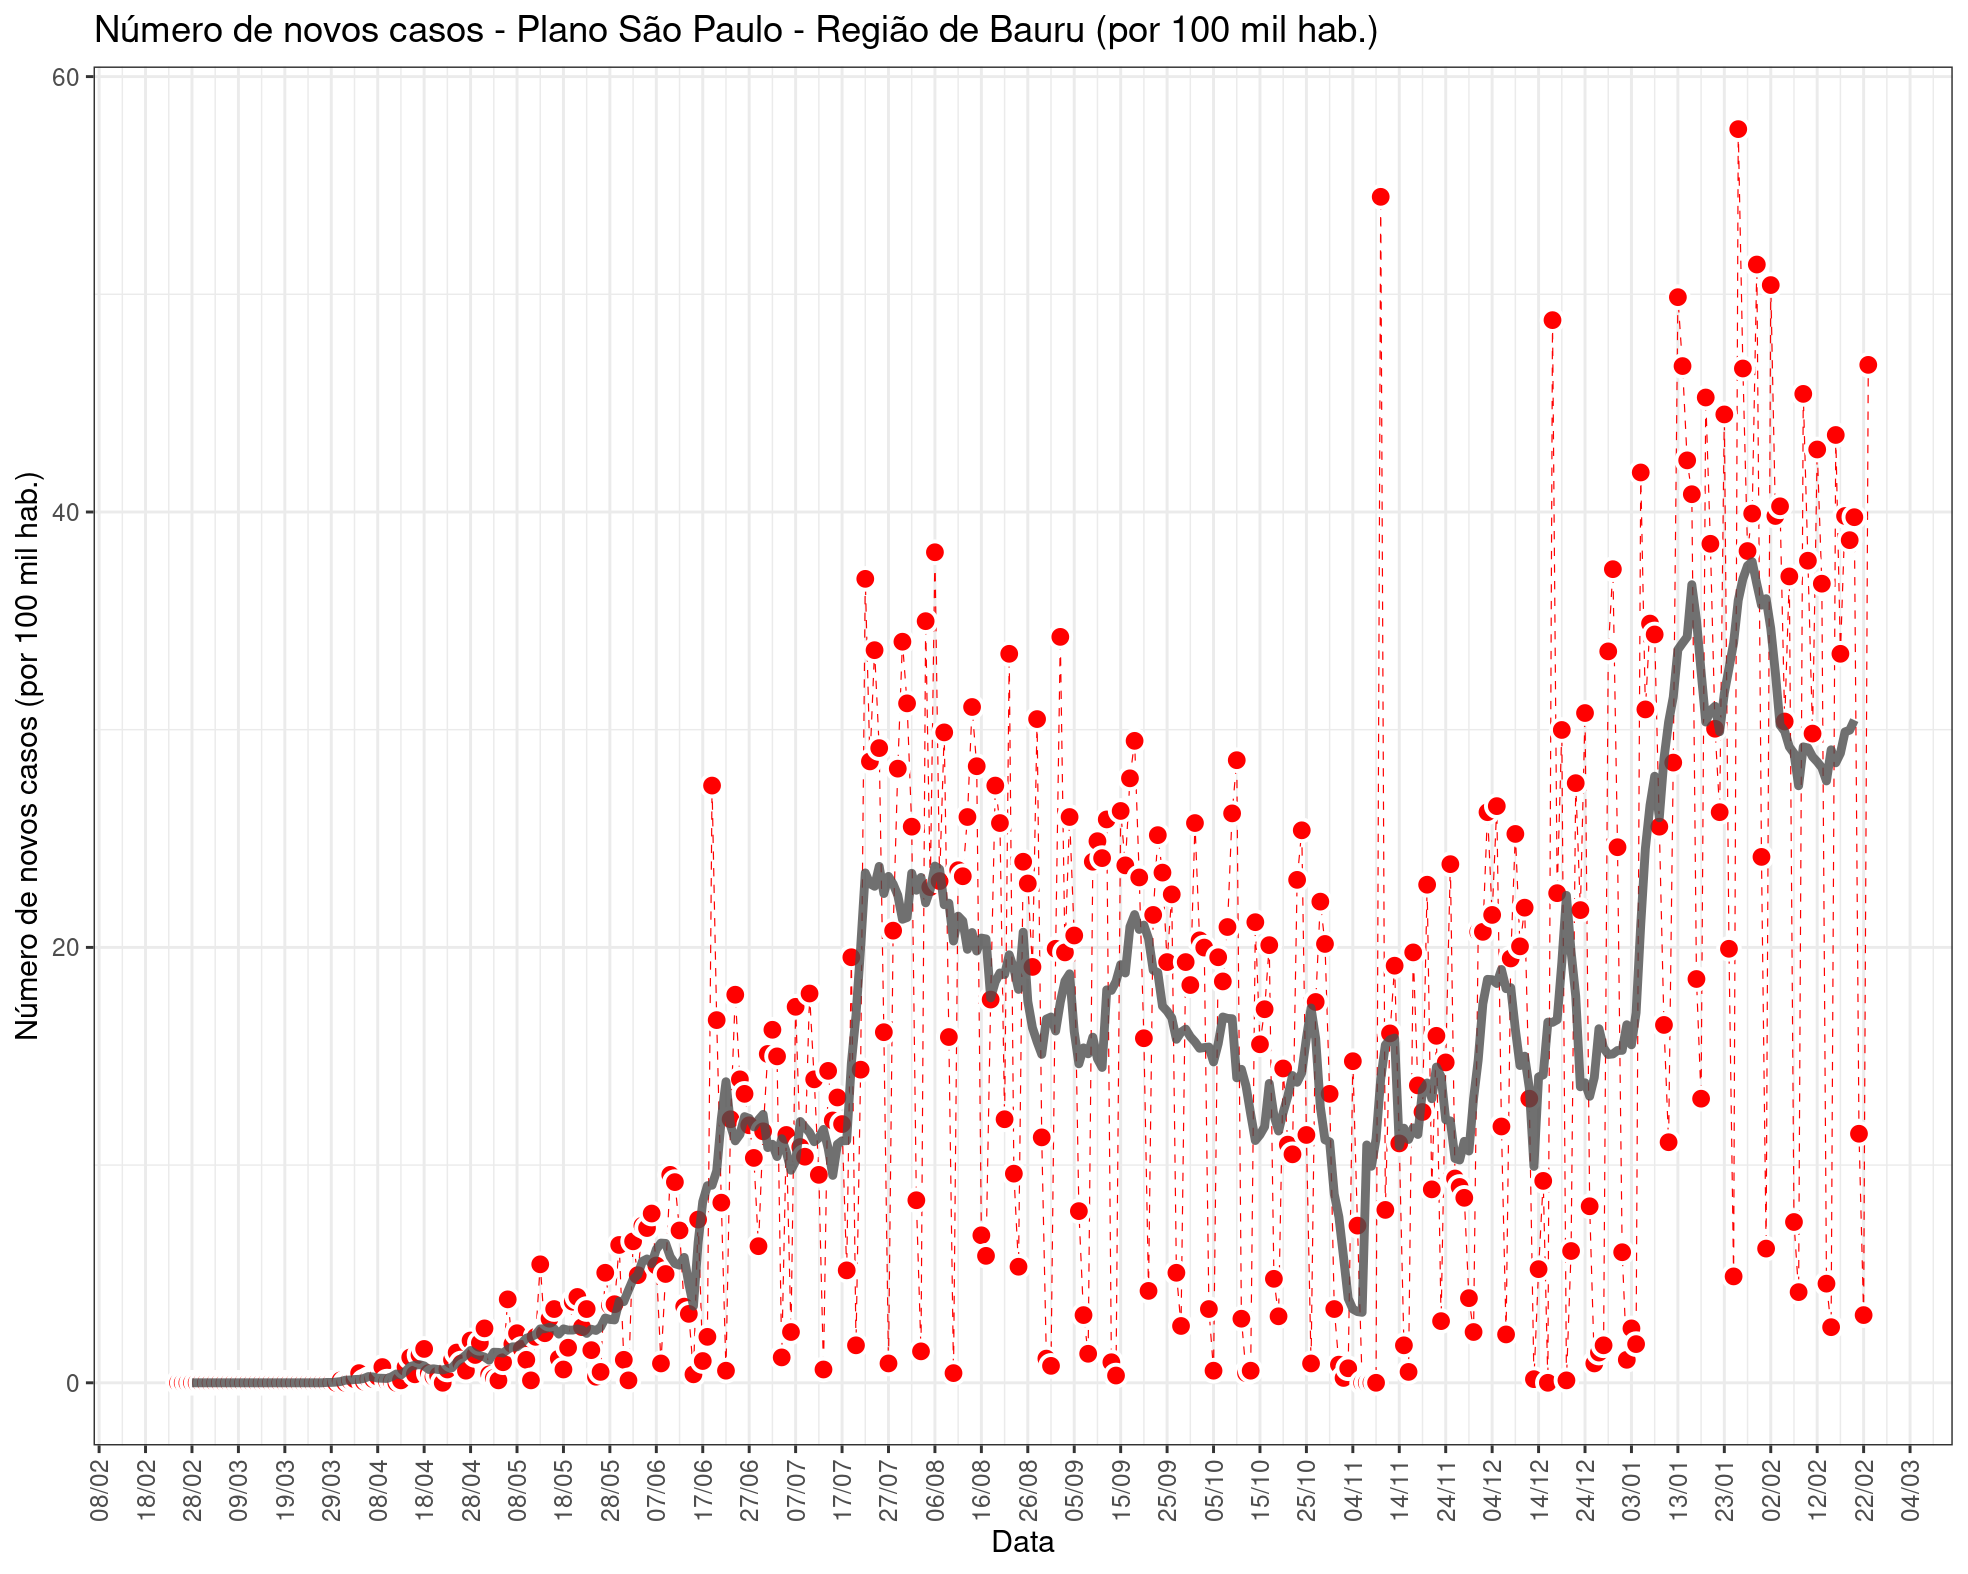 Número de novos casos - Plano São Paulo - Região de Bauru (por 100 mil hab.)
Número de novos casos (por 100 mil hab.)
60
40
20
0
08/02 18/02 28/02 09/03 19/03 29/03 08/04 18/04 28/04 08/05 18/05 28/05 07/06 17/06 27/06 07/07 17/07 27/07 06/08 16/08 26/08 05/09 15/09 25/09 05/10 15/10 25/10 04/11 14/11 24/11 04/12 14/12 24/12 03/01 13/01 23/01 02/02 12/02 22/02 04/03
Data